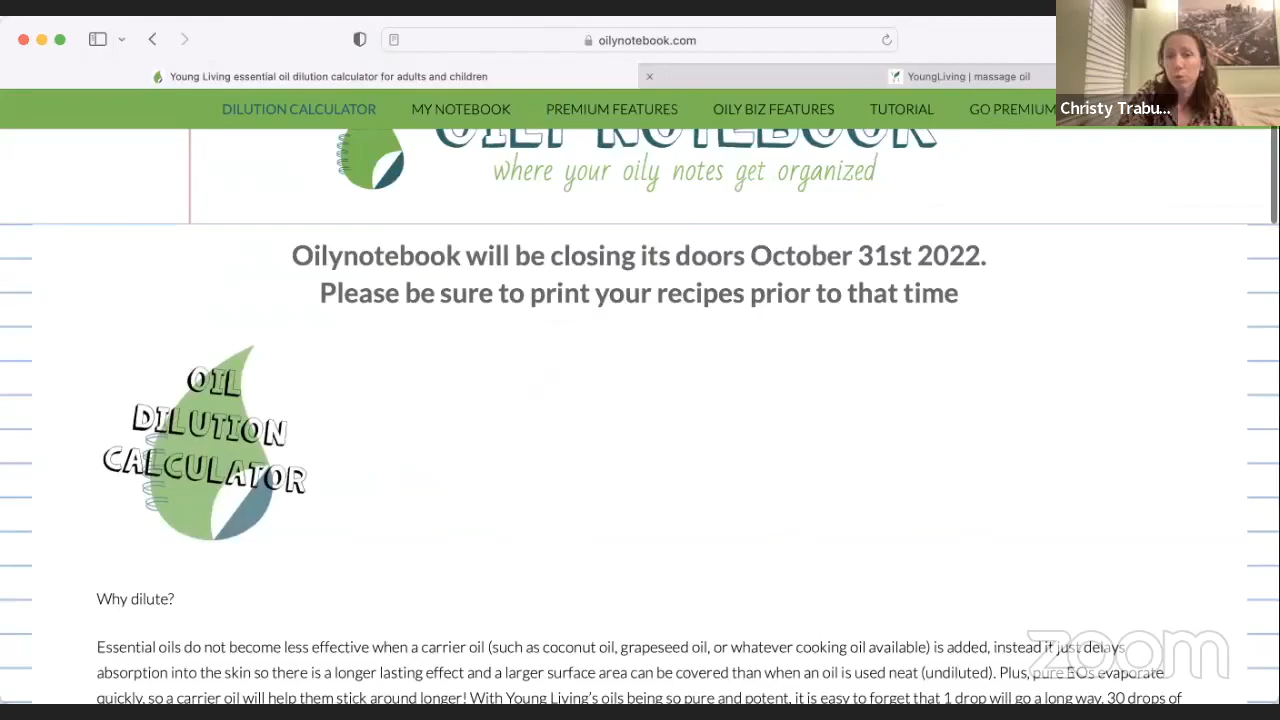 oilynotebook.com
Young Living essential oil dilution calculator for adults and children
YoungLiving | massage oil
Christy Trabu...
DILUTION CALCULATOR
MY NOTEBOOK
PREMIUM FEATURES
OILY BIZ FEATURES
TUTORIAL
GO PREMIUM
OILY NOTEBOOK
where your oily notes get organized
Oilynotebook will be closing its doors October 31st 2022.
Please be sure to print your recipes prior to that time
OIL
DILUTION
CALCULATOR
Why dilute?
Essential oils do not become less effective when a carrier oil (such as coconut oil, grapeseed oil, or whatever cooking oil available) is added, instead it just delays
absorption into the skin so there is a longer lasting effect and a larger surface area can be covered than when an oil is used neat (undiluted). Plus, pure EOs evaporate
quickly, so a carrier oil will help them stick around longer! With Young Living's oils being so pure and potent, it is easy to forget that 1 drop will go a long way. 30 drops of
zoom